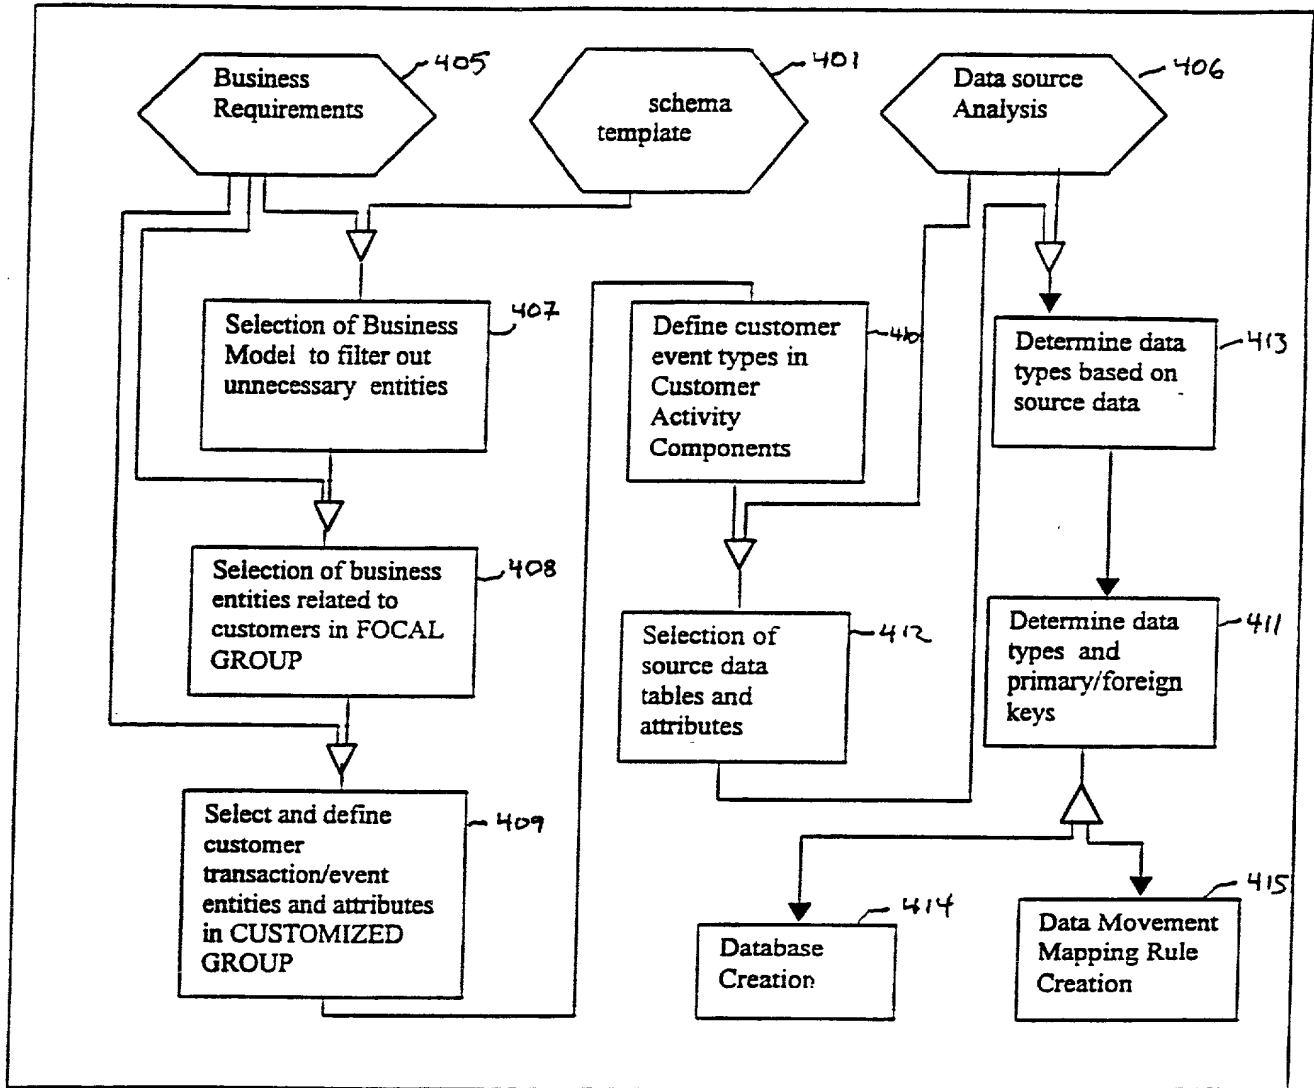 Business
Requirements
405
schema
template
401
Data source
Analysis
406
Selection of Business
Model to filter out
unnecessary entities
407
Define customer
event types in
Customer
Activity
Components
410
Determine data
types based on
source data
413
Selection of business
entities related to
customers in FOCAL
GROUP
408
Selection of
source data
tables and
attributes
412
Determine data
types and
primary/foreign
keys
411
Select and define
customer
transaction/event
entities and attributes
in CUSTOMIZED
GROUP
409
Database
Creation
414
Data Movement
Mapping Rule
Creation
415